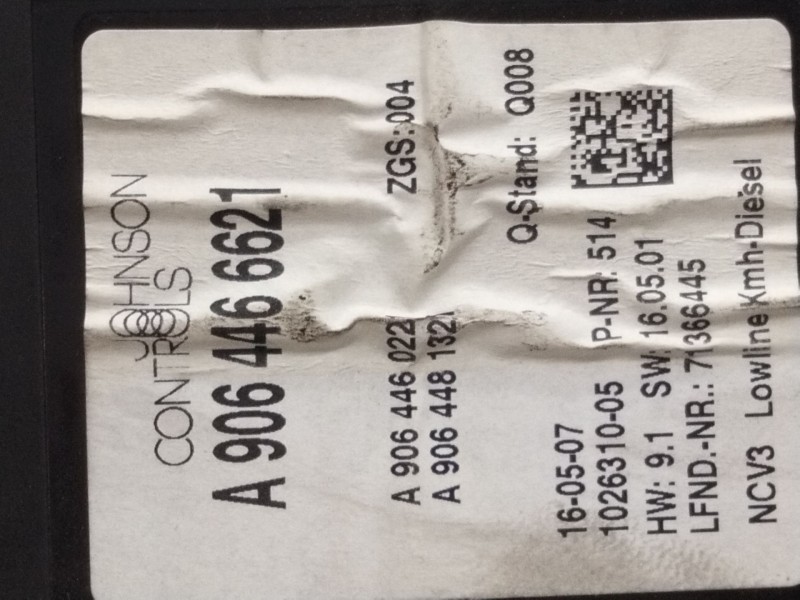 JOHNSON
CONTROLS
A 906 446 6621
A 906 446 022 ZGS:004
A 906 448 132
Q-Stand: Q008
16-05-07
1026310-05 P-NR: 514
HW: 9.1 SW: 16.05.01
LFND.-NR.: 71366445
NCV3 Lowline Kmh-Diesel